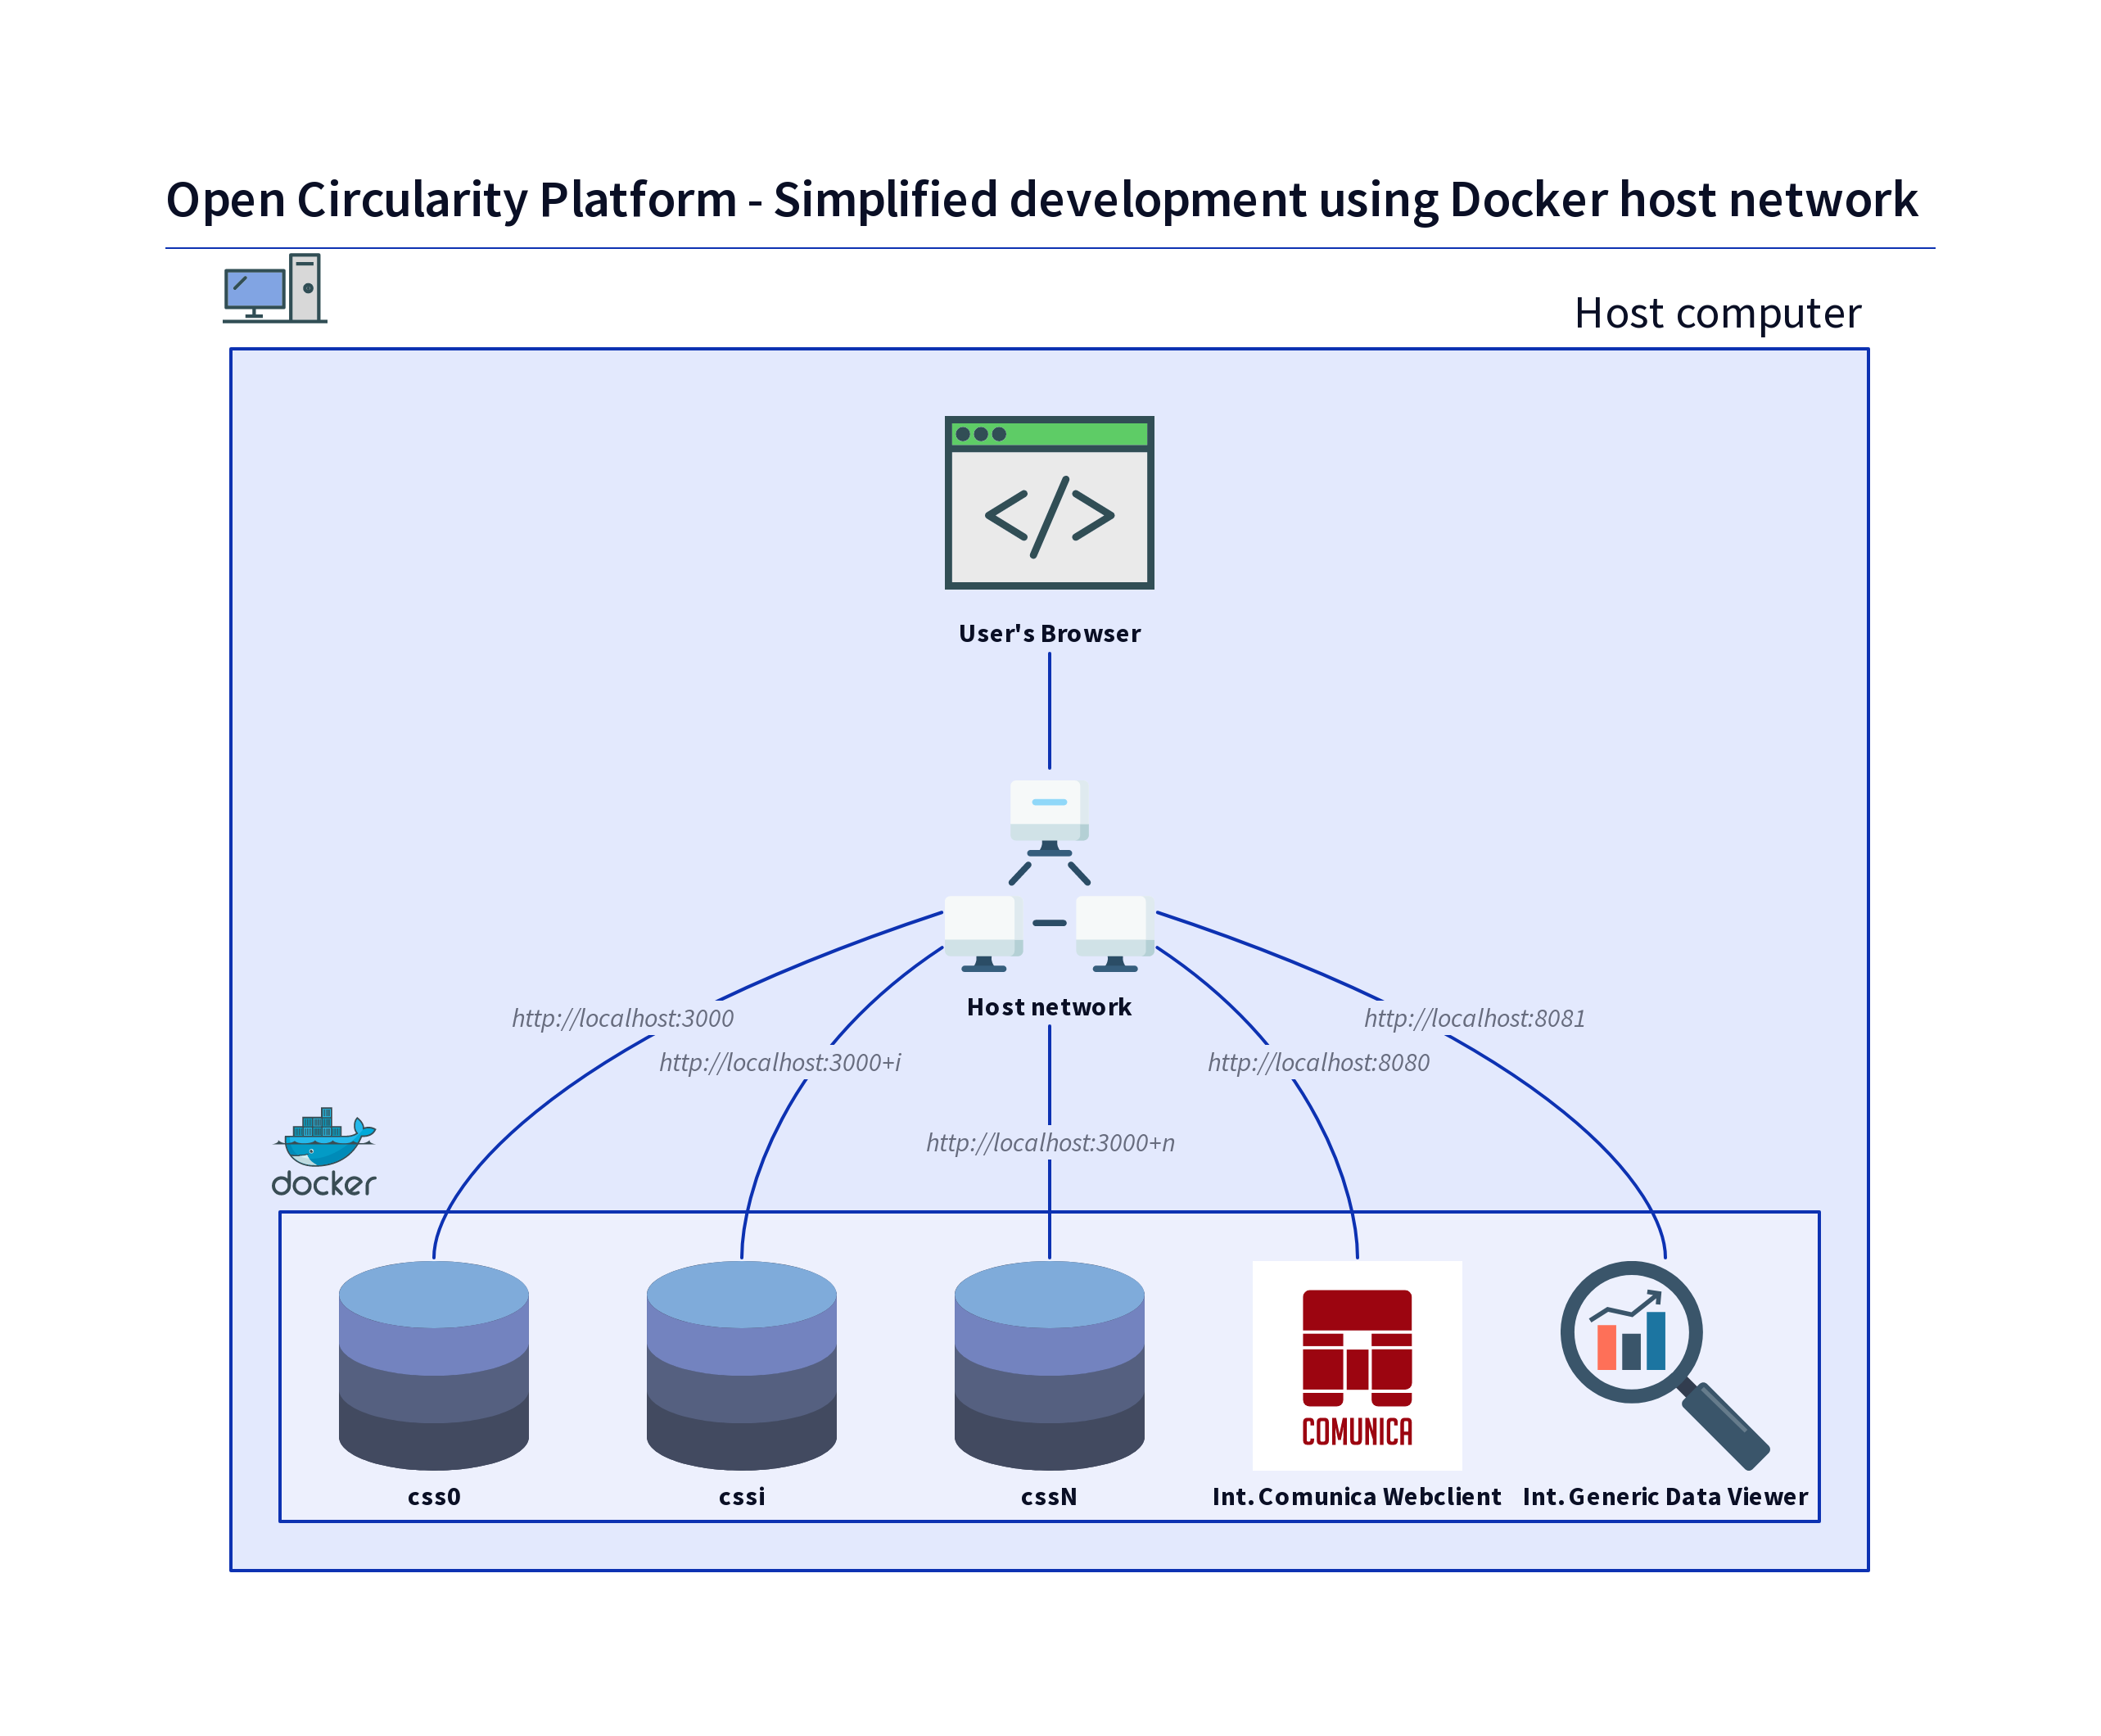 Open Circularity Platform - Simplified development using Docker host network
Host computer
</>
User's Browser
Host network
http://localhost:3000
http://localhost:8081
http://localhost:3000+i
http://localhost:8080
http://localhost:3000+n
docker
COMUNICA
css0
cssi
cssN
Int. Comunica Webclient
Int. Generic Data Viewer